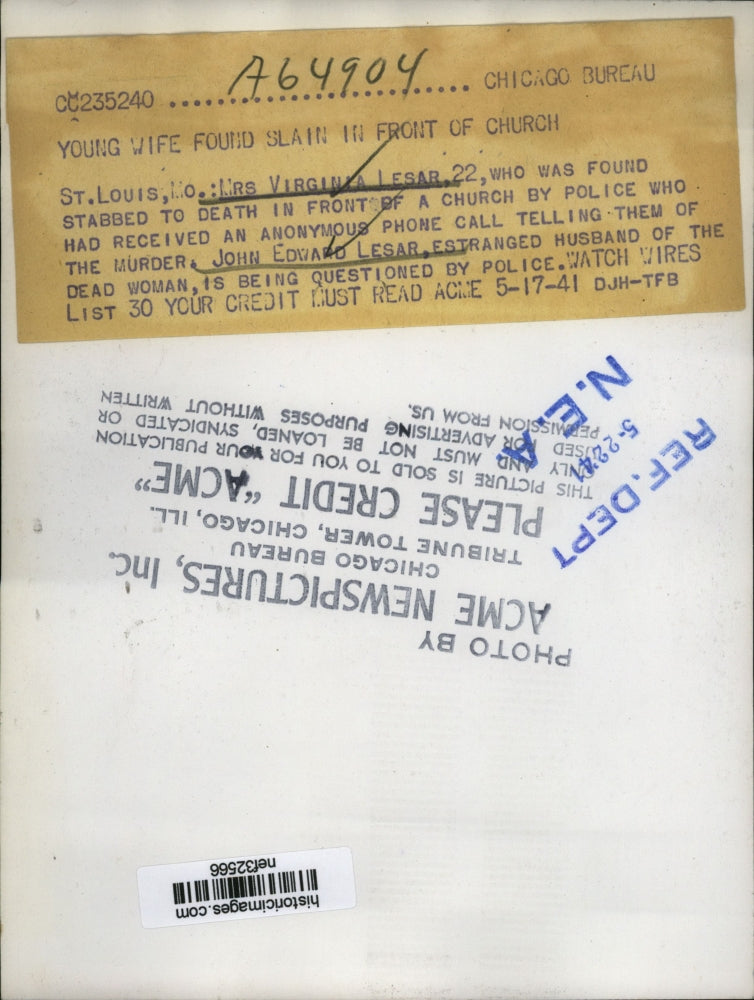 A64904
CU235240 .................... CHICAGO BUREAU
YOUNG WIFE FOUND SLAIN IN FRONT OF CHURCH
ST.LOUIS,MO.:MRS VIRGINIA LESAR,22,WHO WAS FOUND
STABBED TO DEATH IN FRONT OF A CHURCH BY POLICE WHO
HAD RECEIVED AN ANONYMOUS PHONE CALL TELLING THEM OF
THE MURDER. JOHN EDWARD LESAR,ESTRANGED HUSBAND OF THE
DEAD WOMAN,IS BEING QUESTIONED BY POLICE.WATCH WIRES
LIST 30 YOUR CREDIT MUST READ ACME 5-17-41 DJH-TFB
PHOTO BY
ACME NEWSPICTURES, Inc.
CHICAGO BUREAU
TRIBUNE TOWER, CHICAGO, ILL.
PLEASE CREDIT "ACME"
THIS PICTURE IS SOLD TO YOU FOR YOUR PUBLICATION
ONLY AND MUST NOT BE LOANED, SYNDICATED OR
USED FOR ADVERTISING PURPOSES WITHOUT WRITTEN
PERMISSION FROM US.
N.E.A.
5-22-41
REF. DEPT
historicimages.com
nef32566